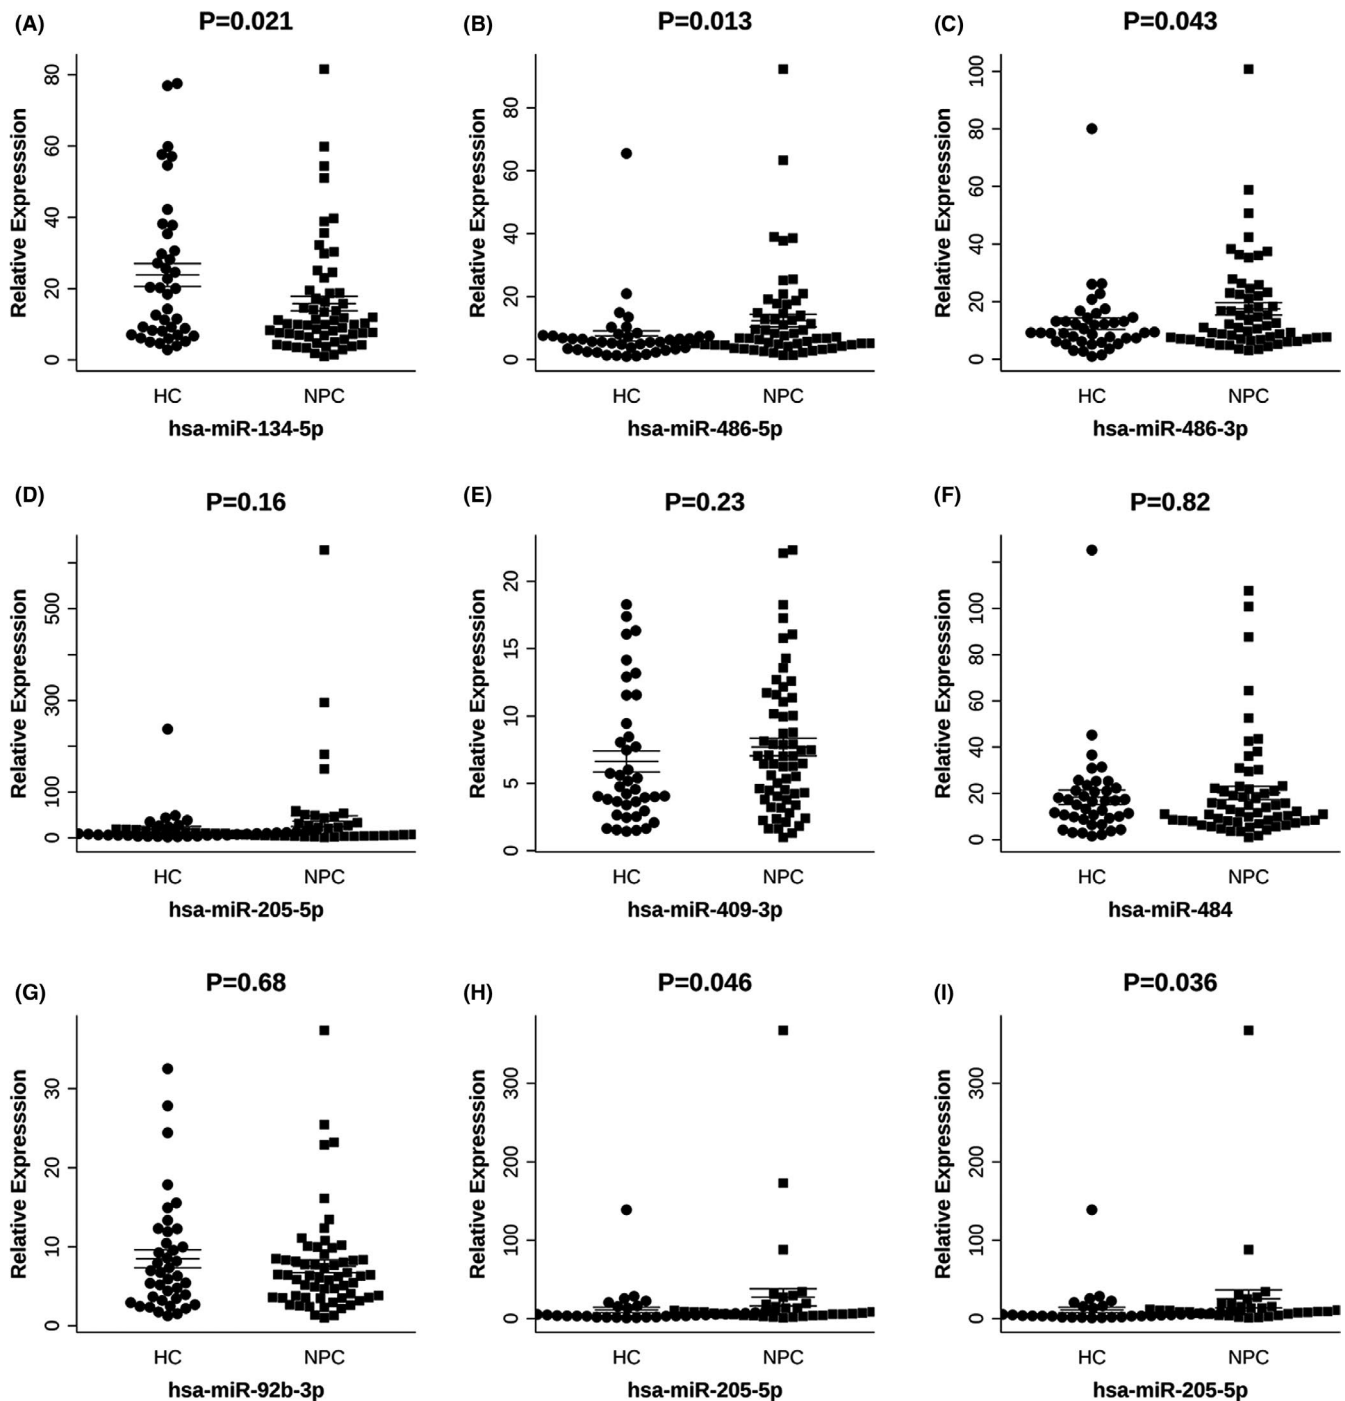 (A) P=0.021
80
60
40
20
0
Relative Expresssion
HC NPC
hsa-miR-134-5p
(B) P=0.013
80
60
40
20
0
Relative Expresssion
HC NPC
hsa-miR-486-5p
(C) P=0.043
100
80
60
40
20
0
Relative Expresssion
HC NPC
hsa-miR-486-3p
(D) P=0.16
500
300
100
0
Relative Expresssion
HC NPC
hsa-miR-205-5p
(E) P=0.23
20
15
10
5
0
Relative Expresssion
HC NPC
hsa-miR-409-3p
(F) P=0.82
100
80
60
40
20
0
Relative Expresssion
HC NPC
hsa-miR-484
(G) P=0.68
30
20
10
0
Relative Expresssion
HC NPC
hsa-miR-92b-3p
(H) P=0.046
300
200
100
0
Relative Expresssion
HC NPC
hsa-miR-205-5p
(I) P=0.036
300
200
100
0
Relative Expresssion
HC NPC
hsa-miR-205-5p